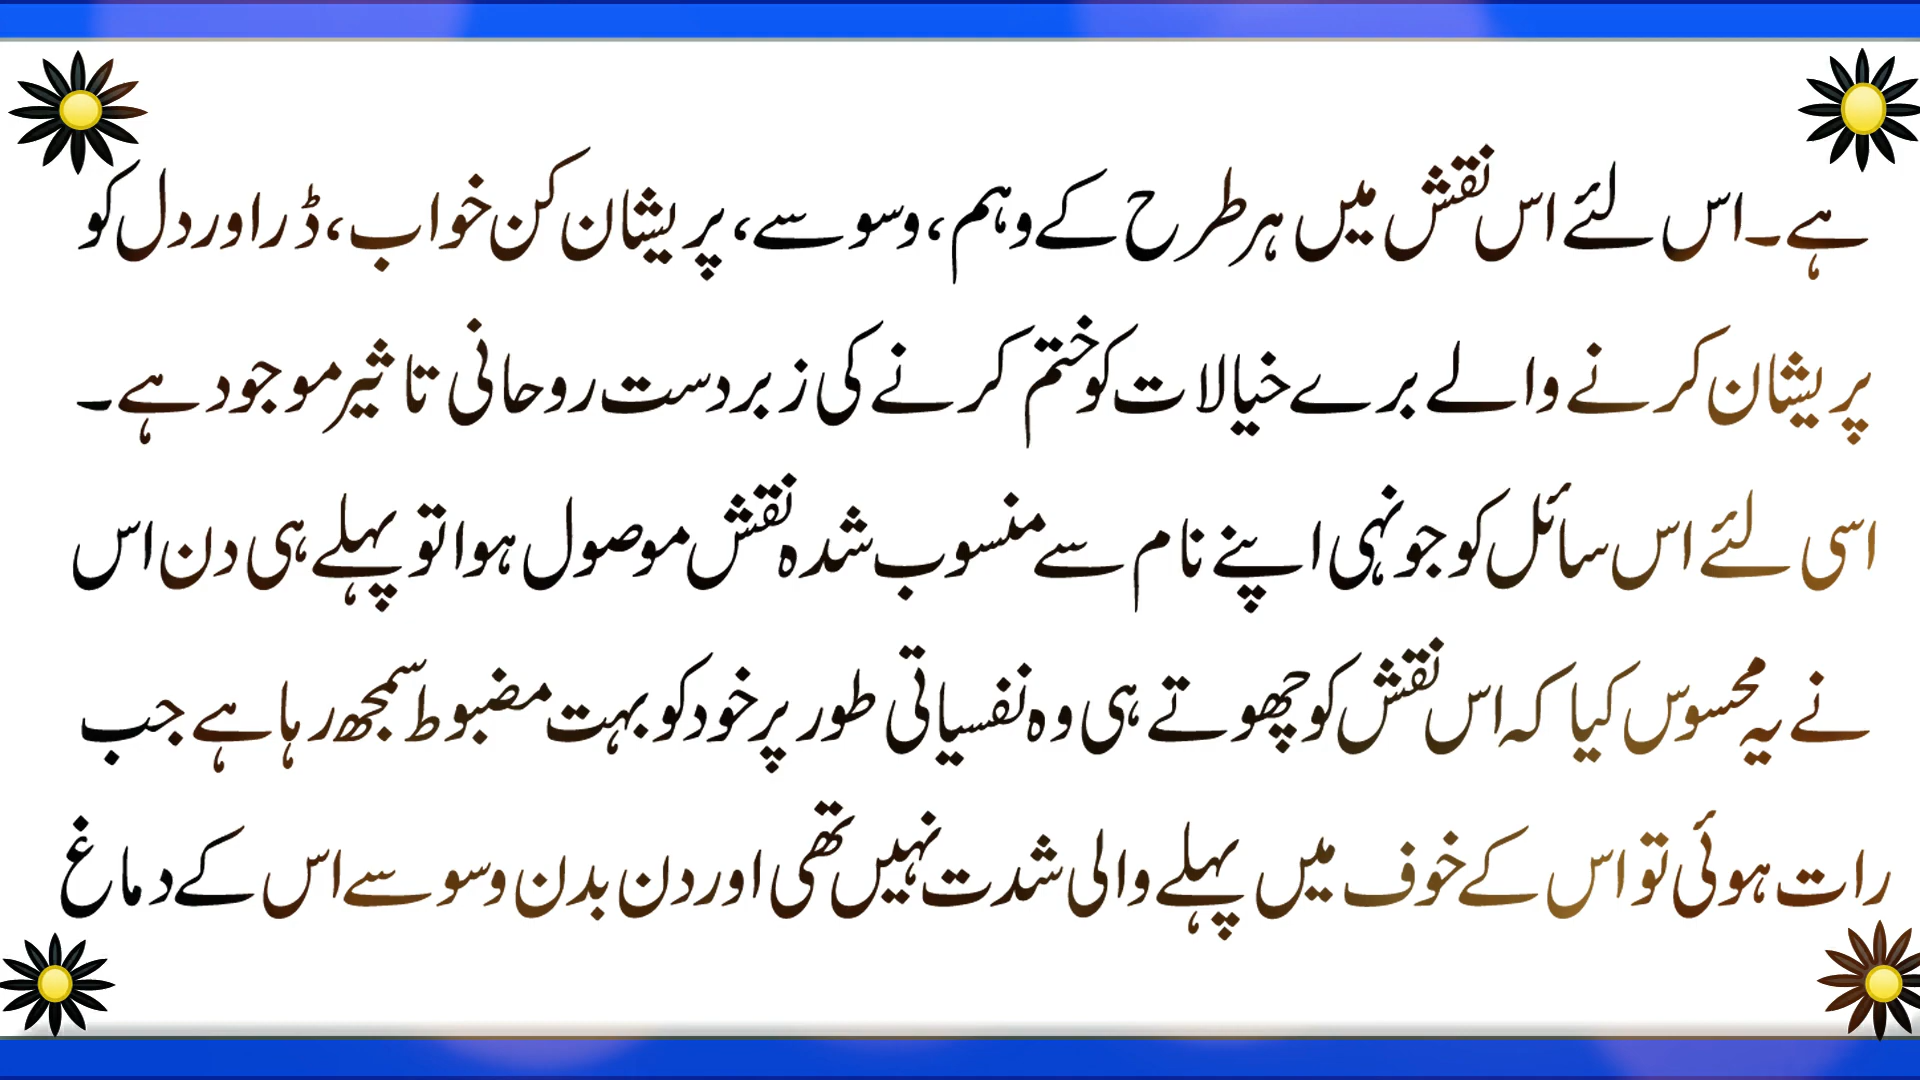 ہے۔اس لئے اس نقش میں ہر طرح کے وہم، وسوسے، پریشان کن خواب، ڈر اور دل کو
پریشان کرنے والے برے خیالات کو ختم کرنے کی زبردست روحانی تاثیر موجود ہے۔
اسی لئے اس سائل کو جونہی اپنے نام سے منسوب شدہ نقش موصول ہوا تو پہلے ہی دن اس
نے یہ محسوس کیا کہ اس نقش کو چھوتے ہی وہ نفسیاتی طور پر خود کو بہت مضبوط سمجھ رہا ہے جب
رات ہوئی تو اس کے خوف میں پہلے والی شدت نہیں تھی اور دن بدن وسوسے اس کے دماغ